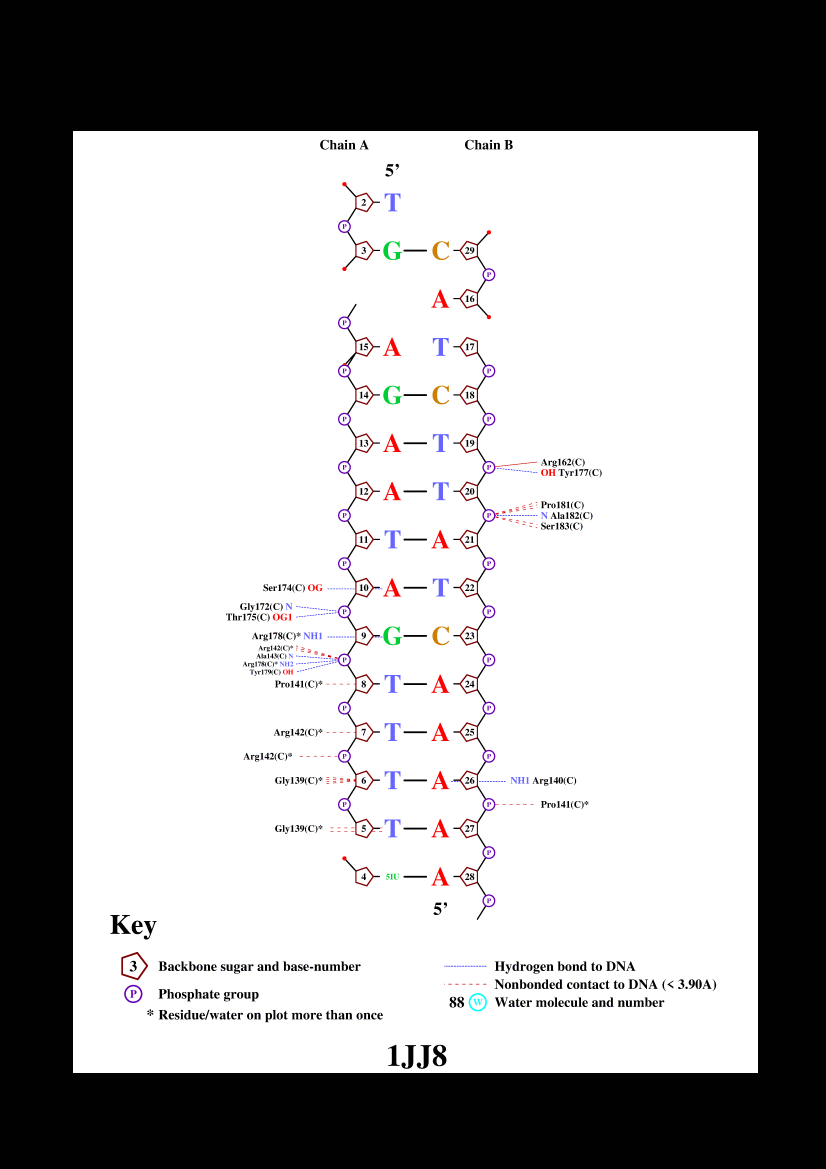 Chain A Chain B
5’
2 T
P
3 G C 29
P
A 16
P
15 A T 17
P P
14 G C 18
P P
13 A T 19
P P Arg162(C)
OH Tyr177(C)
12 A T 20
Pro181(C)
P P N Ala182(C)
Ser183(C)
11 T A 21
P P
Ser174(C) OG 10 A T 22
Gly172(C) N
P P
Thr175(C) OG1
Arg178(C)* NH1 9 G C 23
Arg142(C)*
Ala143(C) N
P P
Arg178(C)* NH2
Tyr179(C) OH
Pro141(C)* 8 T A 24
P P
Arg142(C)* 7 T A 25
Arg142(C)* P P
Gly139(C)* 6 T A 26 NH1 Arg140(C)
P P Pro141(C)*
Gly139(C)* 5 T A 27
P
4 5IU A 28
P
5’
Key
3 Backbone sugar and base-number
P Phosphate group
* Residue/water on plot more than once
Hydrogen bond to DNA
Nonbonded contact to DNA (< 3.90A)
88 W Water molecule and number
1JJ8